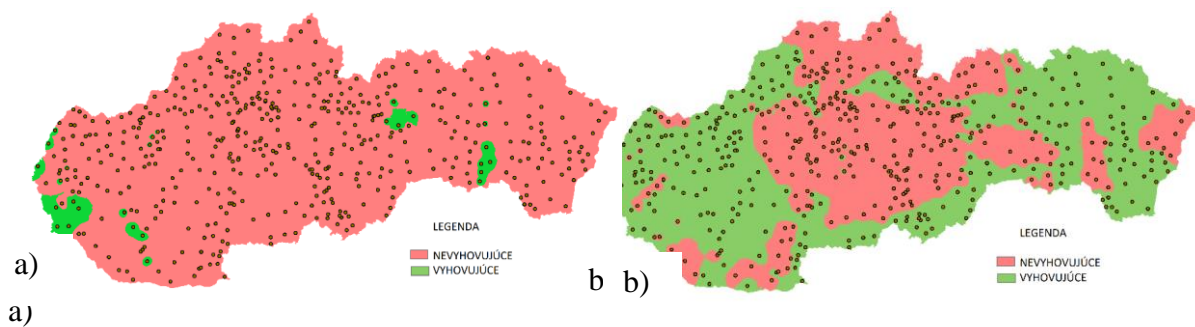 LEGENDA
NEVYHOVUJÚCE
VYHOVUJÚCE
a)
b
a)
LEGENDA
NEVYHOVUJÚCE
VYHOVUJÚCE
b)